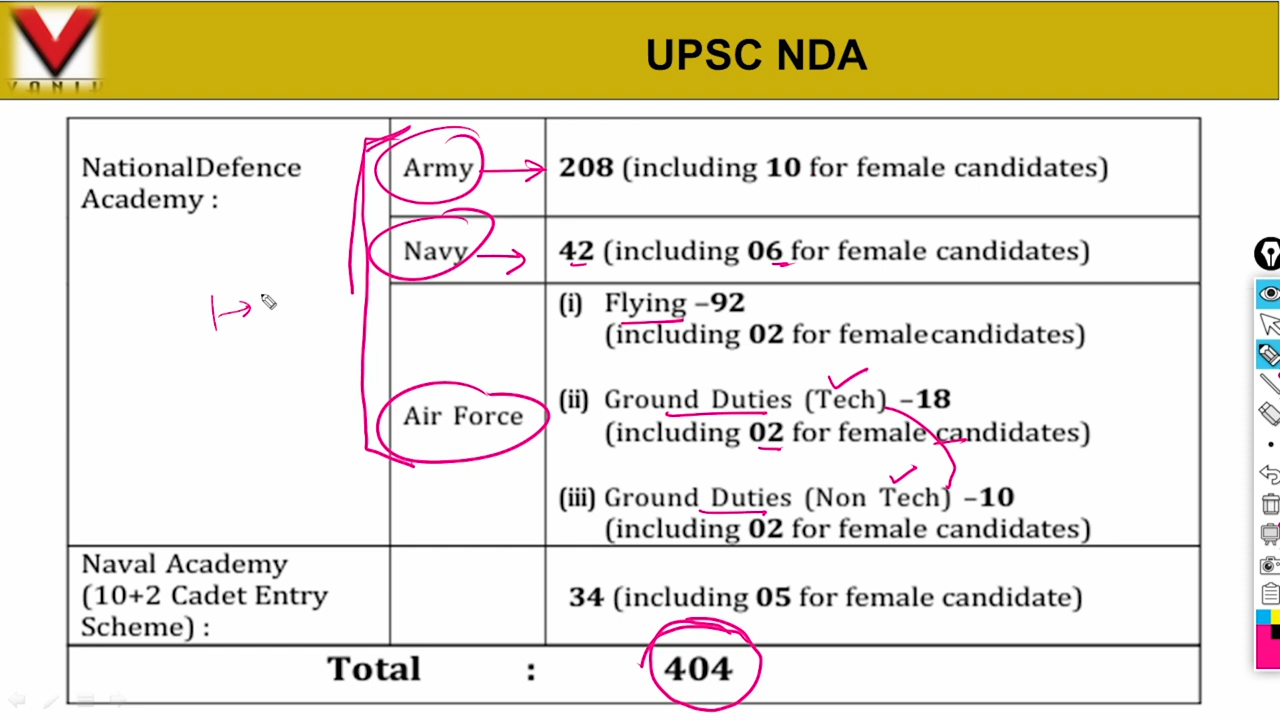 VANIJ
UPSC NDA
NationalDefence
Academy :
Army
208 (including 10 for female candidates)
Navy
42 (including 06 for female candidates)
Air Force
(i) Flying –92
(including 02 for femalecandidates)
(ii) Ground Duties (Tech) –18
(including 02 for female candidates)
(iii) Ground Duties (Non Tech) –10
(including 02 for female candidates)
Naval Academy
(10+2 Cadet Entry
Scheme) :
34 (including 05 for female candidate)
Total : 404